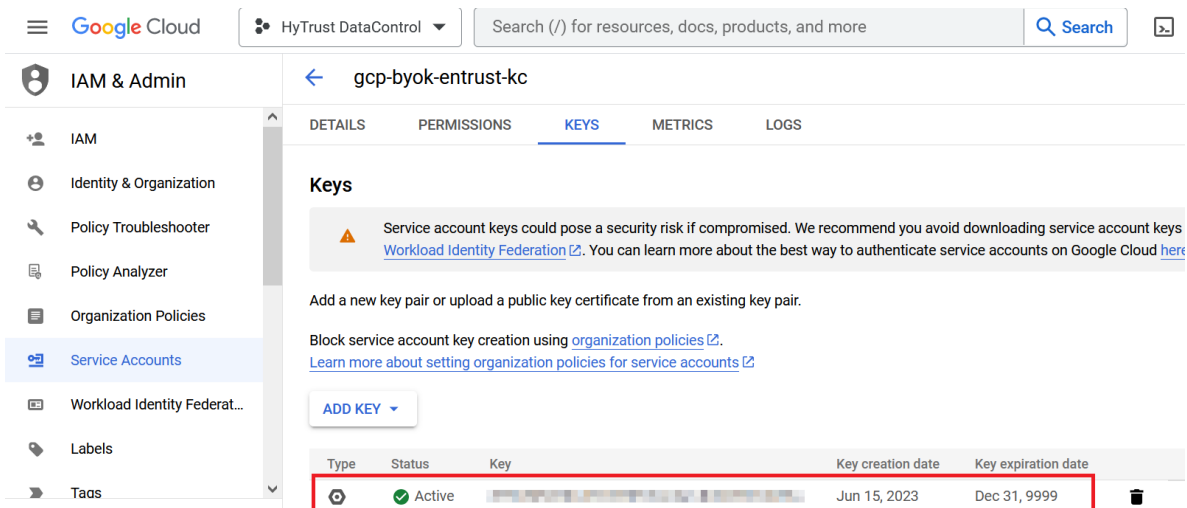 Google Cloud
HyTrust DataControl
Search (/) for resources, docs, products, and more
Search
IAM & Admin
gcp-byok-entrust-kc
DETAILS
PERMISSIONS
KEYS
METRICS
LOGS
IAM
Identity & Organization
Policy Troubleshooter
Policy Analyzer
Organization Policies
Service Accounts
Workload Identity Federat...
Labels
Tags
Keys
Service account keys could pose a security risk if compromised. We recommend you avoid downloading service account keys
Workload Identity Federation. You can learn more about the best way to authenticate service accounts on Google Cloud here
Add a new key pair or upload a public key certificate from an existing key pair.
Block service account key creation using organization policies.
Learn more about setting organization policies for service accounts
ADD KEY
Type Status Key Key creation date Key expiration date
Active Jun 15, 2023 Dec 31, 9999